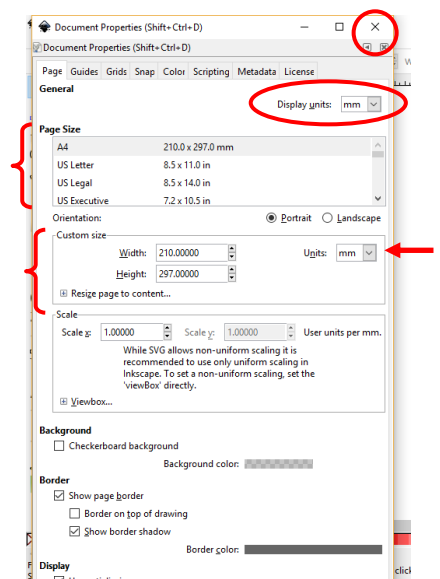 Document Properties (Shift+Ctrl+D)
Document Properties (Shift+Ctrl+D)
Page Guides Grids Snap Color Scripting Metadata License
General
Display units: mm
Page Size
A4 210.0 x 297.0 mm
US Letter 8.5 x 11.0 in
US Legal 8.5 x 14.0 in
US Executive 7.2 x 10.5 in
Orientation: Portrait Landscape
Custom size
Width: 210.00000 Units: mm
Height: 297.00000
Resize page to content...
Scale
Scale x: 1.00000 Scale y: 1.00000 User units per mm.
While SVG allows non-uniform scaling it is
recommended to use only uniform scaling in
Inkscape. To set a non-uniform scaling, set the
'viewBox' directly.
Viewbox...
Background
Checkerboard background
Background color:
Border
Show page border
Border on top of drawing
Show border shadow
Border color:
Display